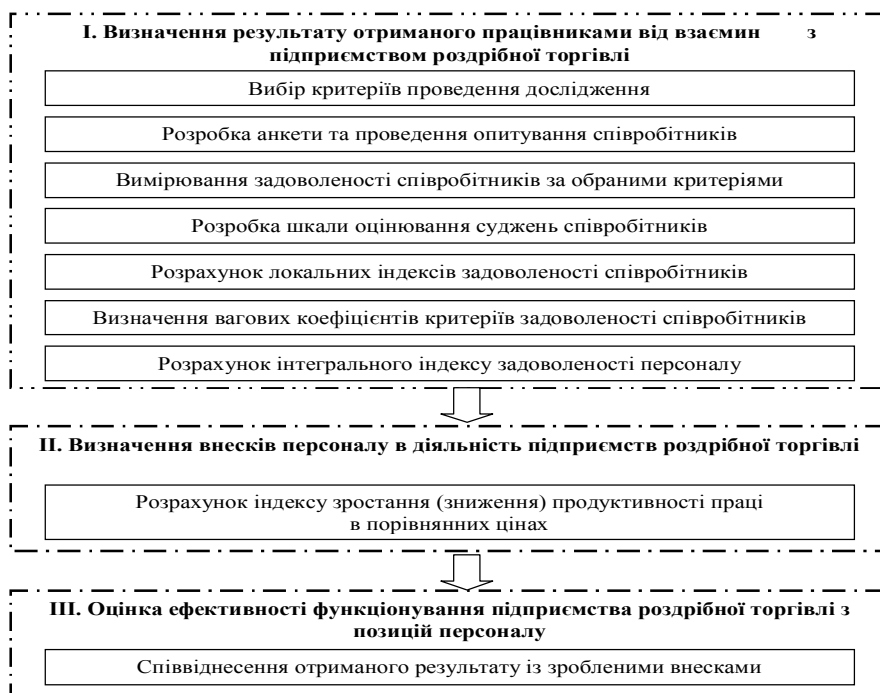 І. Визначення результату отриманого працівниками від взаємин з
підприємством роздрібної торгівлі
Вибір критеріїв проведення дослідження
Розробка анкети та проведення опитування співробітників
Вимірювання задоволеності співробітників за обраними критеріями
Розробка шкали оцінювання суджень співробітників
Розрахунок локальних індексів задоволеності співробітників
Визначення вагових коефіцієнтів критеріїв задоволеності співробітників
Розрахунок інтегрального індексу задоволеності персоналу
ІІ. Визначення внесків персоналу в діяльність підприємств роздрібної торгівлі
Розрахунок індексу зростання (зниження) продуктивності праці
в порівнянних цінах
ІІІ. Оцінка ефективності функціонування підприємства роздрібної торгівлі з
позицій персоналу
Співвіднесення отриманого результату із зробленими внесками